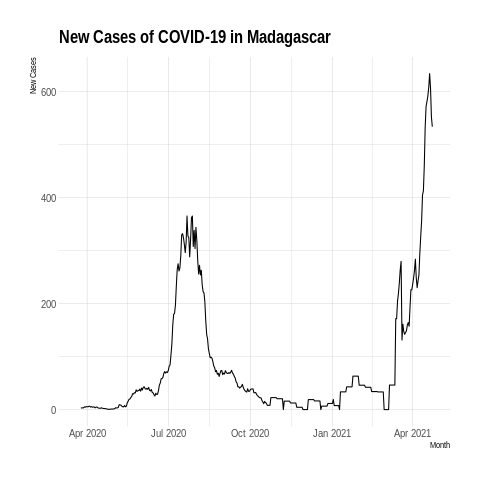 New Cases of COVID-19 in Madagascar
New Cases
600
400
200
0
Apr 2020 Jul 2020 Oct 2020 Jan 2021 Apr 2021
Month